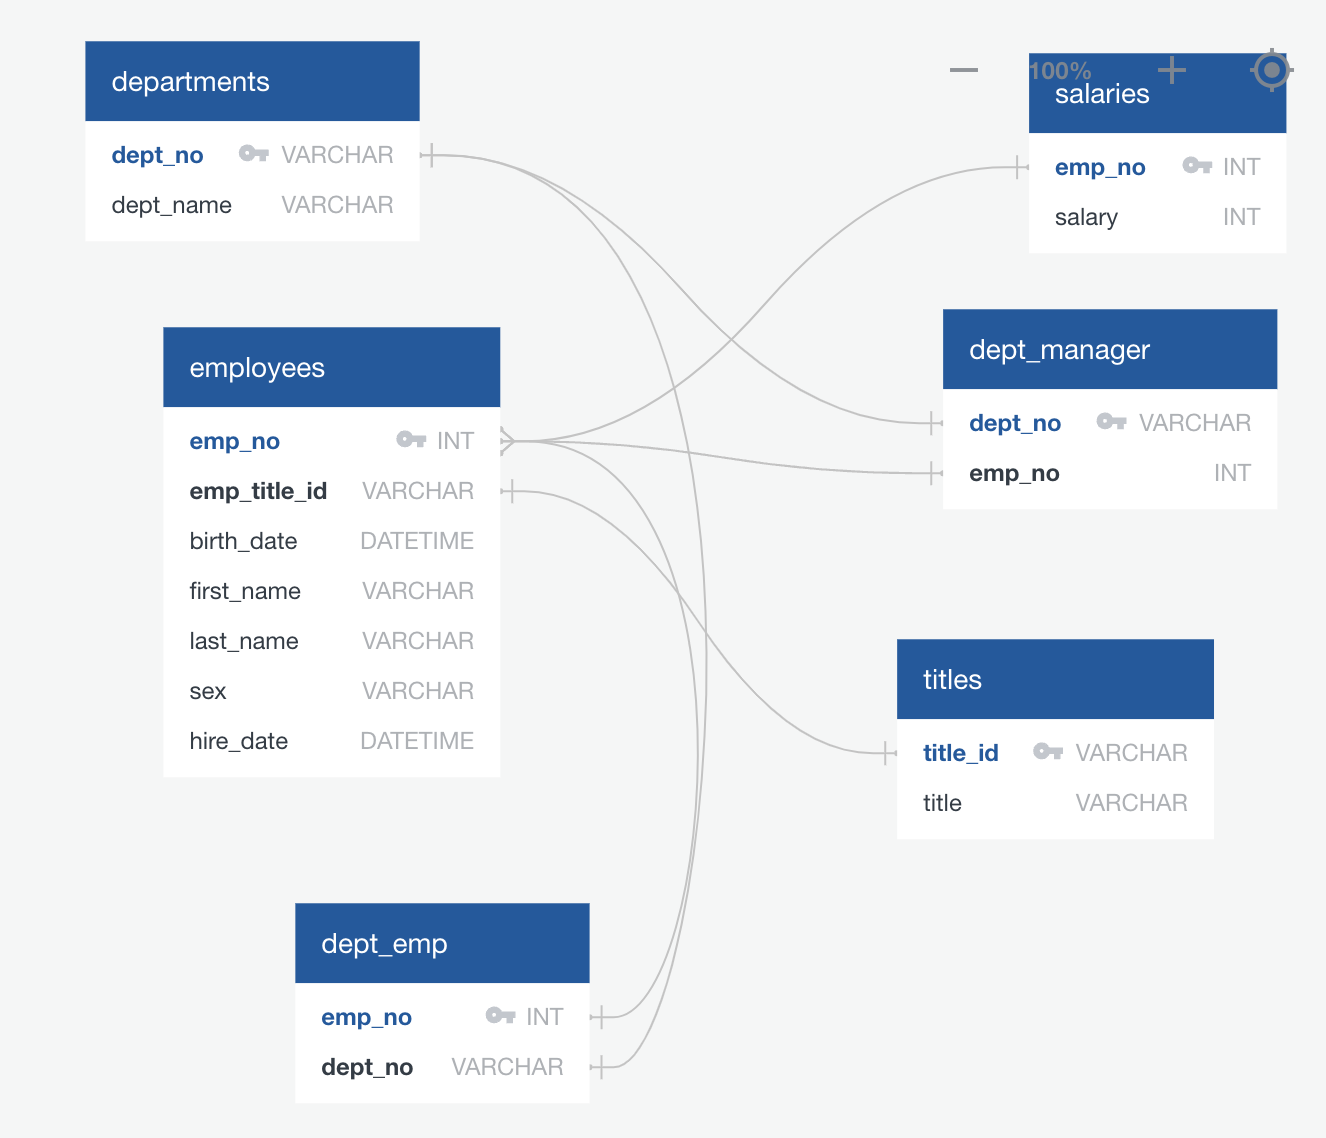 departments
dept_no VARCHAR
dept_name VARCHAR
100%
salaries
emp_no INT
salary INT
employees
emp_no INT
emp_title_id VARCHAR
birth_date DATETIME
first_name VARCHAR
last_name VARCHAR
sex VARCHAR
hire_date DATETIME
dept_manager
dept_no VARCHAR
emp_no INT
titles
title_id VARCHAR
title VARCHAR
dept_emp
emp_no INT
dept_no VARCHAR